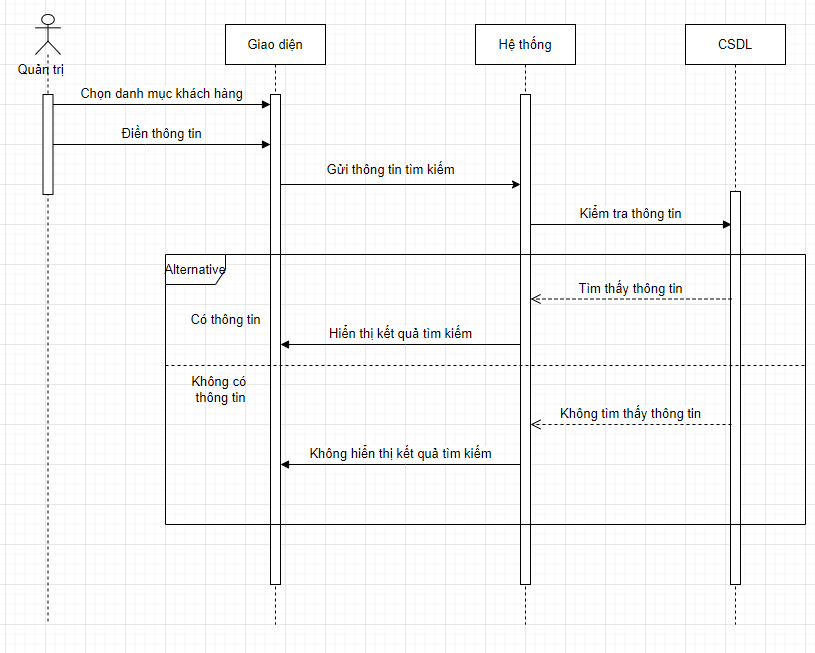 Quản trị
Giao diện
Hệ thống
CSDL
Chọn danh mục khách hàng
Điền thông tin
Gửi thông tin tìm kiếm
Kiểm tra thông tin
Alternative
Tìm thấy thông tin
Có thông tin
Hiển thị kết quả tìm kiếm
Không có
thông tin
Không tìm thấy thông tin
Không hiển thị kết quả tìm kiếm